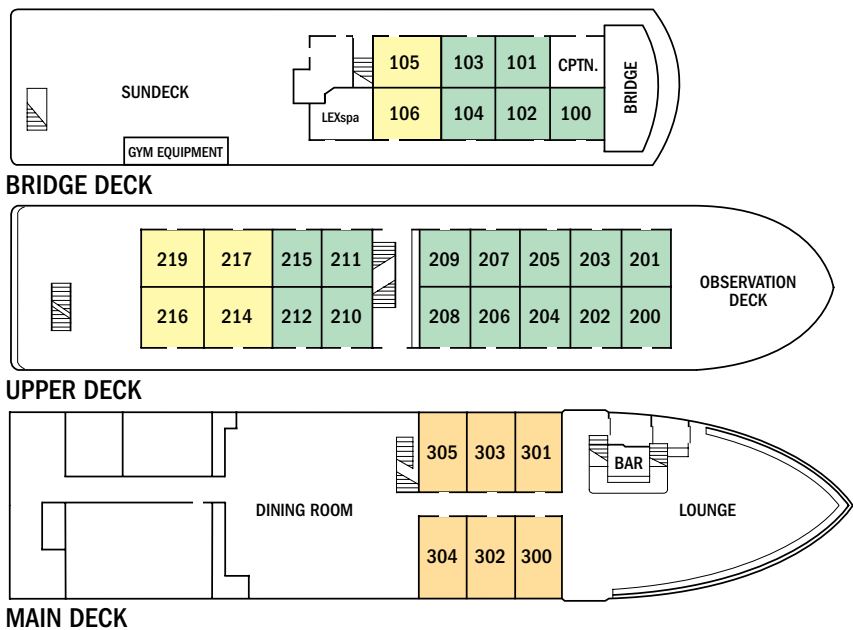 105 103 101 CPTN.
SUNDECK
BRIDGE
LEXspa 106 104 102 100
GYM EQUIPMENT
BRIDGE DECK
219 217 215 211 209 207 205 203 201
OBSERVATION
DECK
216 214 212 210 208 206 204 202 200
UPPER DECK
305 303 301
BAR
DINING ROOM
LOUNGE
304 302 300
MAIN DECK